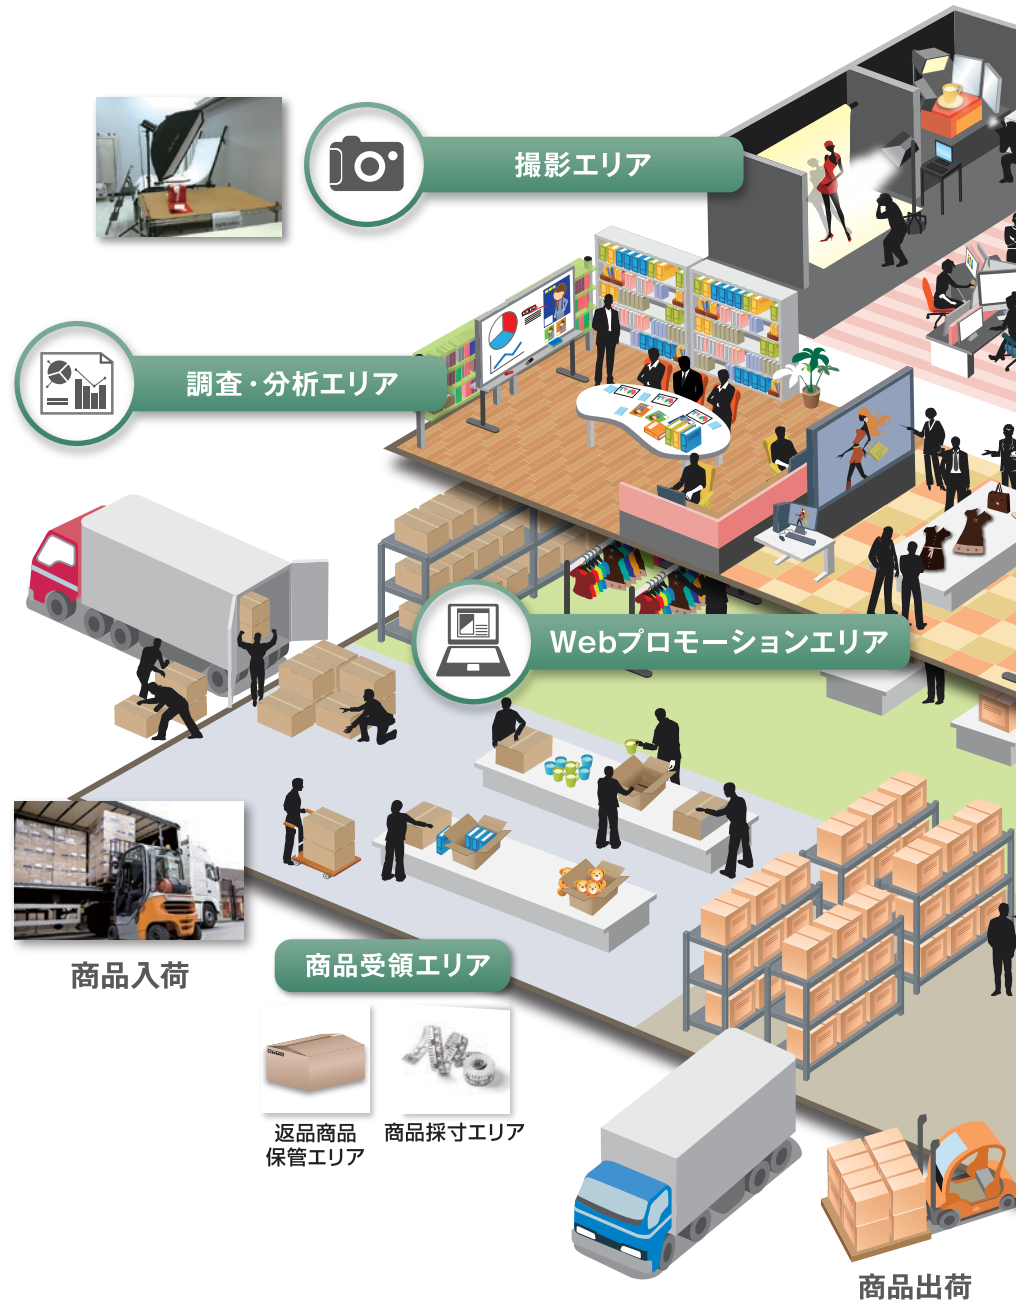 撮影エリア
調査・分析エリア
Webプロモーションエリア
商品入荷
商品受領エリア
返品商品
保管エリア
商品採寸エリア
商品出荷